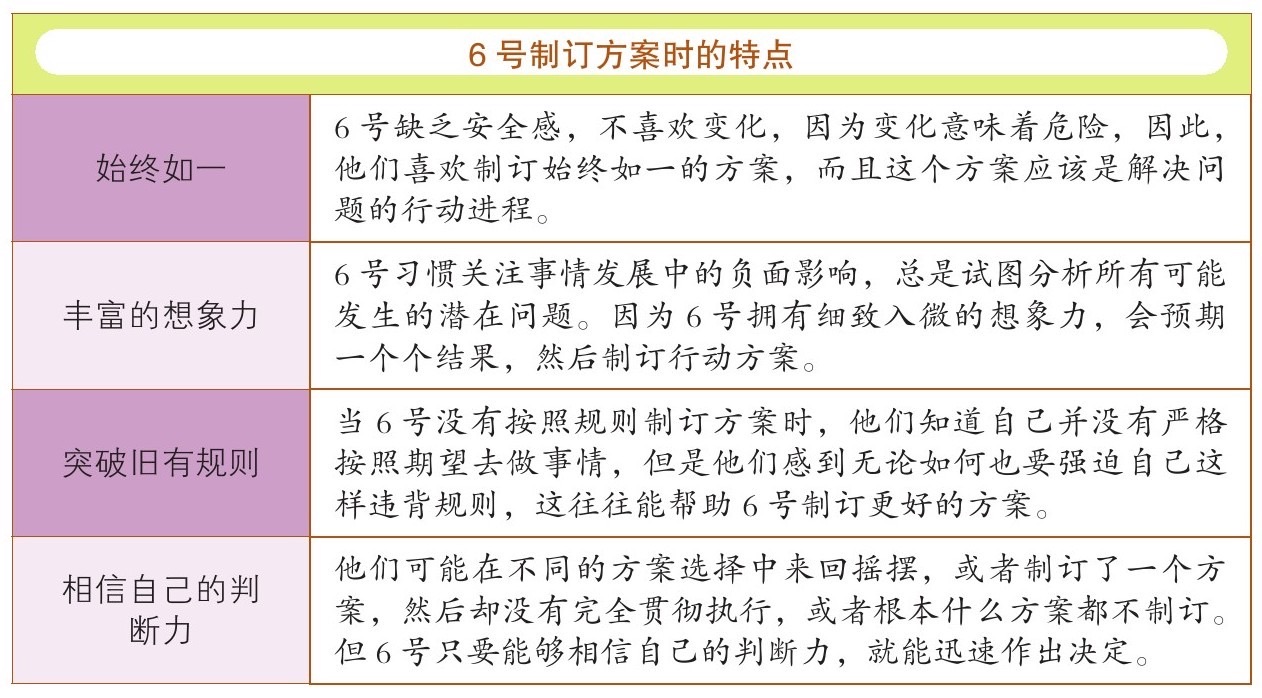 6号制订方案时的特点
始终如一
6号缺乏安全感，不喜欢变化，因为变化意味着危险，因此，
他们喜欢制订始终如一的方案，而且这个方案应该是解决问
题的行动进程。
丰富的想象力
6号习惯关注事情发展中的负面影响，总是试图分析所有可能
发生的潜在问题。因为6号拥有细致入微的想象力，会预期
一个个结果，然后制订行动方案。
突破旧有规则
当6号没有按照规则制订方案时，他们知道自己并没有严格
按照期望去做事情，但是他们感到无论如何也要强迫自己这
样违背规则，这往往能帮助6号制订更好的方案。
相信自己的判
断力
他们可能在不同的方案选择中来回摇摆，或者制订了一个方
案，然后却没有完全贯彻执行，或者根本什么方案都不制订。
但6号只要能够相信自己的判断力，就能迅速作出决定。